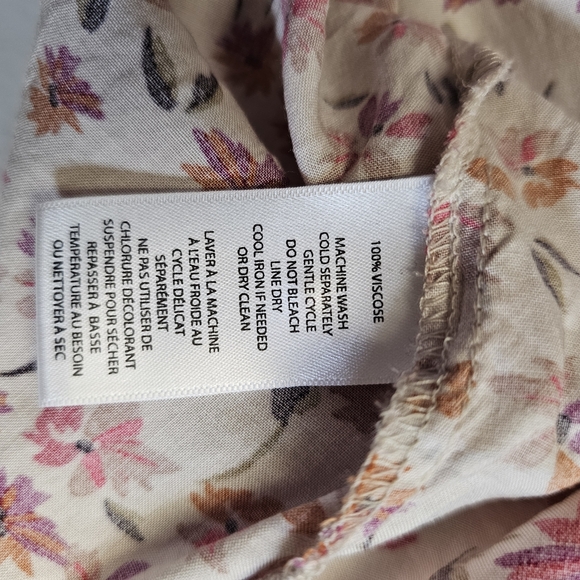 100% VISCOSE
MACHINE WASH
COLD SEPARATELY
GENTLE CYCLE
DO NOT BLEACH
LINE DRY
COOL IRON IF NEEDED
OR DRY CLEAN
LAVER À LA MACHINE
À L'EAU FROIDE AU
CYCLE DÉLICAT
SÉPARÉMENT
NE PAS UTILISER DE
CHLORURE DÉCOLORANT
SUSPENDRE POUR SÉCHER
REPASSER À BASSE
TEMPÉRATURE AU BESOIN
OU NETTOYER À SEC